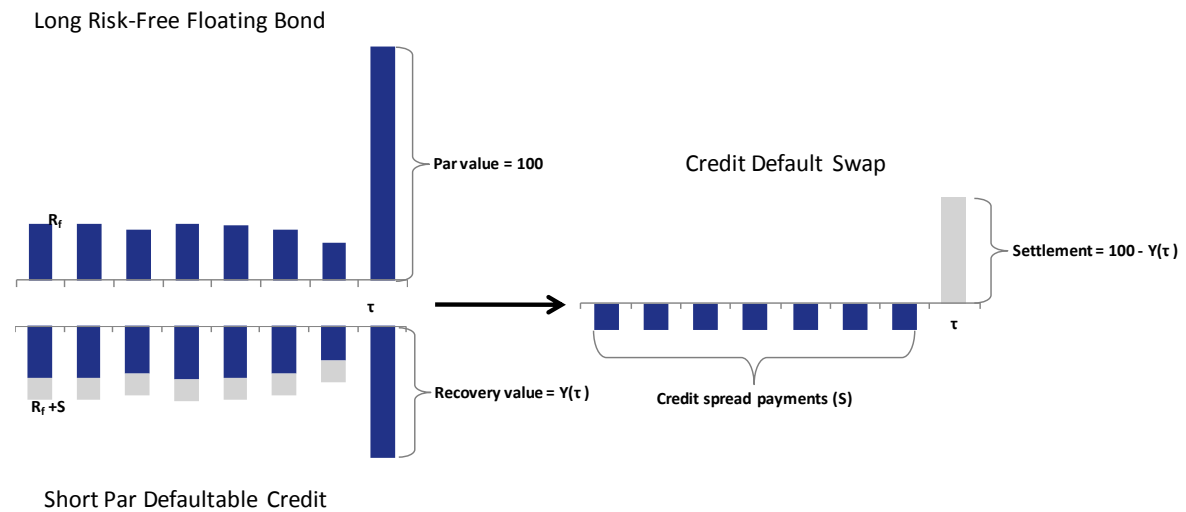 Long Risk-Free Floating Bond
Rf
Par value = 100
τ
Rf +S
Recovery value = Y(τ )
Short Par Defaultable Credit
Credit Default Swap
Settlement = 100 - Y(τ )
τ
Credit spread payments (S)